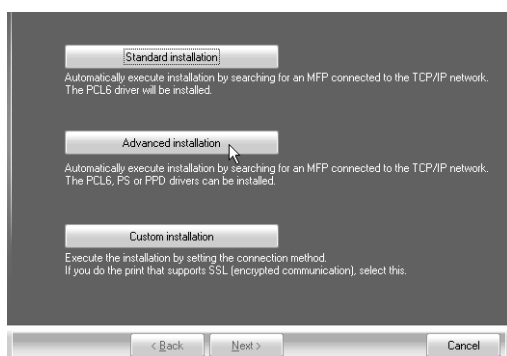 Standard installation
Automatically execute installation by searching for an MFP connected to the TCP/IP network.
The PCL6 driver will be installed.
Advanced installation
Automatically execute installation by searching for an MFP connected to the TCP/IP network.
The PCL6, PS or PPD drivers can be installed.
Custom installation
Execute the installation by setting the connection method.
If you do the print that supports SSL (encrypted communication), select this.
< Back Next > Cancel